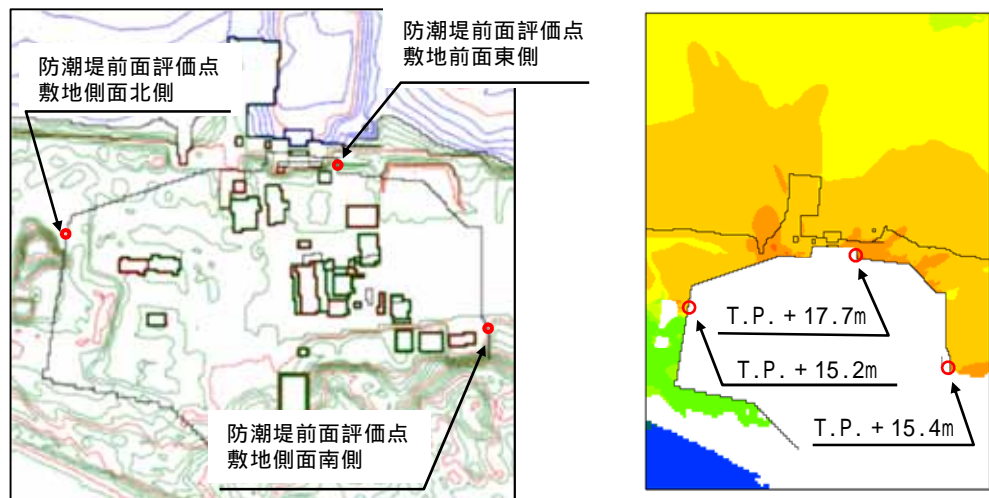 防潮堤前面評価点
敷地前面東側
防潮堤前面評価点
敷地側面北側
防潮堤前面評価点
敷地側面南側
T.P.+17.7m
T.P.+15.2m
T.P.+15.4m